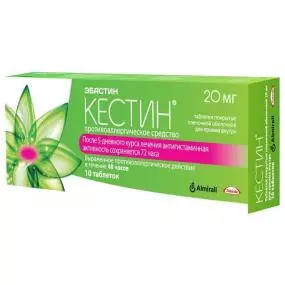 ЭБАСТИН
КЕСТИН®
20 мг
противоаллергическое средство
таблетки покрытые
пленочной оболочкой
для приема внутрь
После 5-дневного курса лечения антигистаминная
активность сохраняется 72 часа
Выраженное противоаллергическое действие
в течение 48 часов
10 таблеток
Almirall